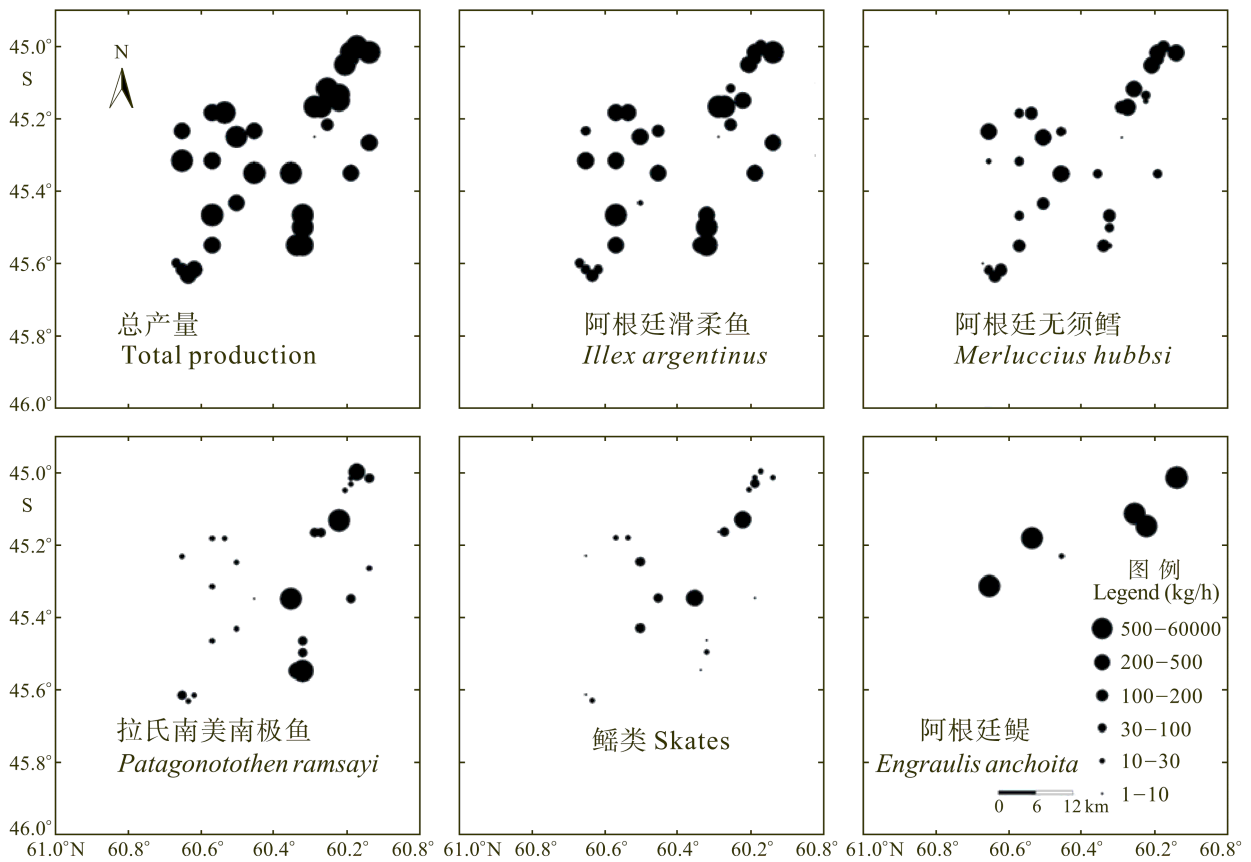 45.0°
S
45.2°
45.4°
45.6°
45.8°
46.0°
N
总产量
Total production
阿根廷滑柔鱼
Illex argentinus
阿根廷无须鳕
Merluccius hubbsi
45.0°
S
45.2°
45.4°
45.6°
45.8°
46.0°
拉氏南美南极鱼
Patagonotothen ramsayi
鳐类 Skates
阿根廷鳀
Engraulis anchoita
图 例
Legend (kg/h)
500−60000
200−500
100−200
30−100
10−30
1−10
0 6 12 km
61.0°N 60.8° 60.6° 60.4° 60.2° 60.8°
61.0°N 60.8° 60.6° 60.4° 60.2° 60.8°
61.0°N 60.8° 60.6° 60.4° 60.2° 60.8°